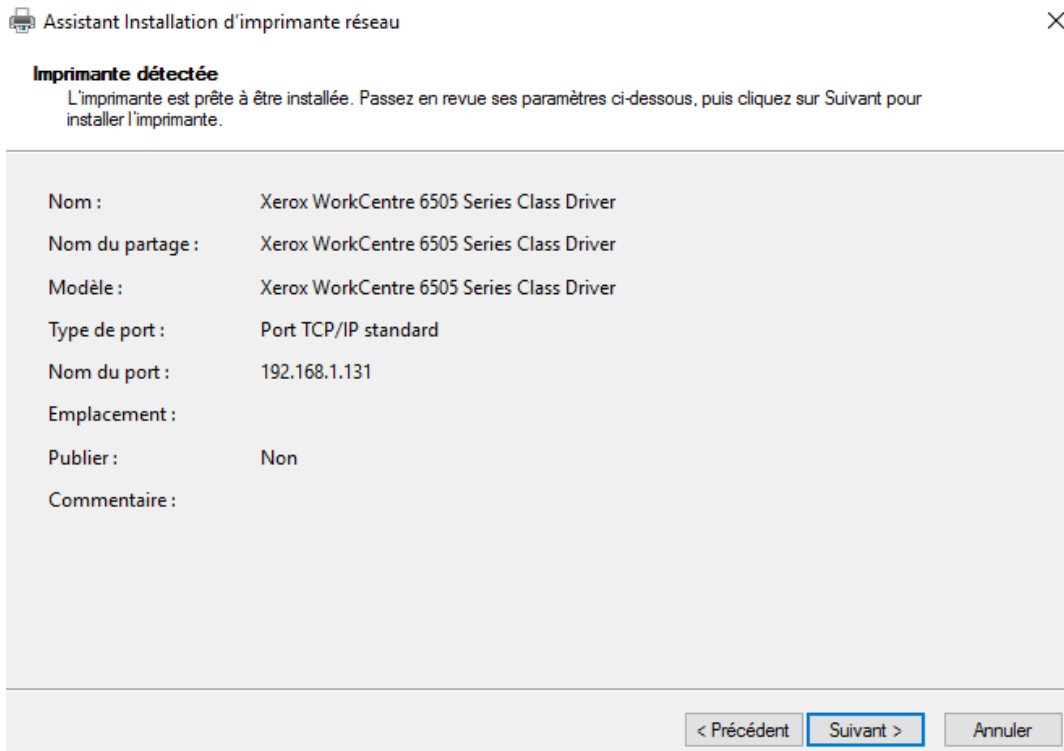 Assistant Installation d'imprimante réseau
Imprimante détectée
L'imprimante est prête à être installée. Passez en revue ses paramètres ci-dessous, puis cliquez sur Suivant pour
installer l'imprimante.
Nom : Xerox WorkCentre 6505 Series Class Driver
Nom du partage : Xerox WorkCentre 6505 Series Class Driver
Modèle : Xerox WorkCentre 6505 Series Class Driver
Type de port : Port TCP/IP standard
Nom du port : 192.168.1.131
Emplacement :
Publier : Non
Commentaire :
< Précédent Suivant > Annuler